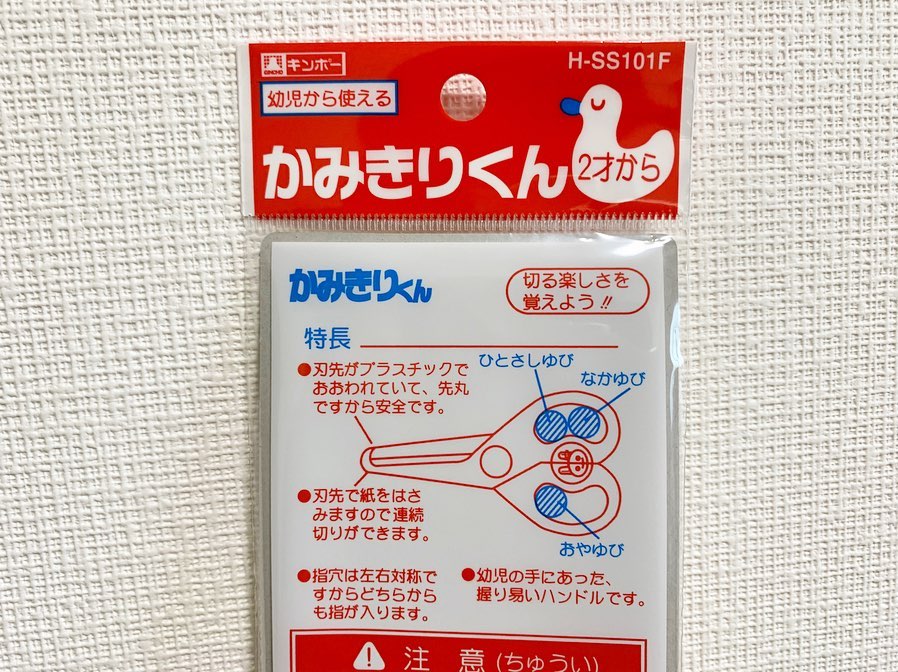 GINCHO キンポー
H-SS101F
幼児から使える
かみきりくん
2才から
かみきりくん
切る楽しさを
覚えよう!!
特長
ひとさしゆび
なかゆび
●刃先がプラスチックで
おおわれていて、先丸
ですから安全です。
●刃先で紙をはさ
みますので連続
切りができます。
おやゆび
●指穴は左右対称で
すからどちらから
も指が入ります。
●幼児の手にあった、
握り易いハンドルです。
注意(ちゅうい)